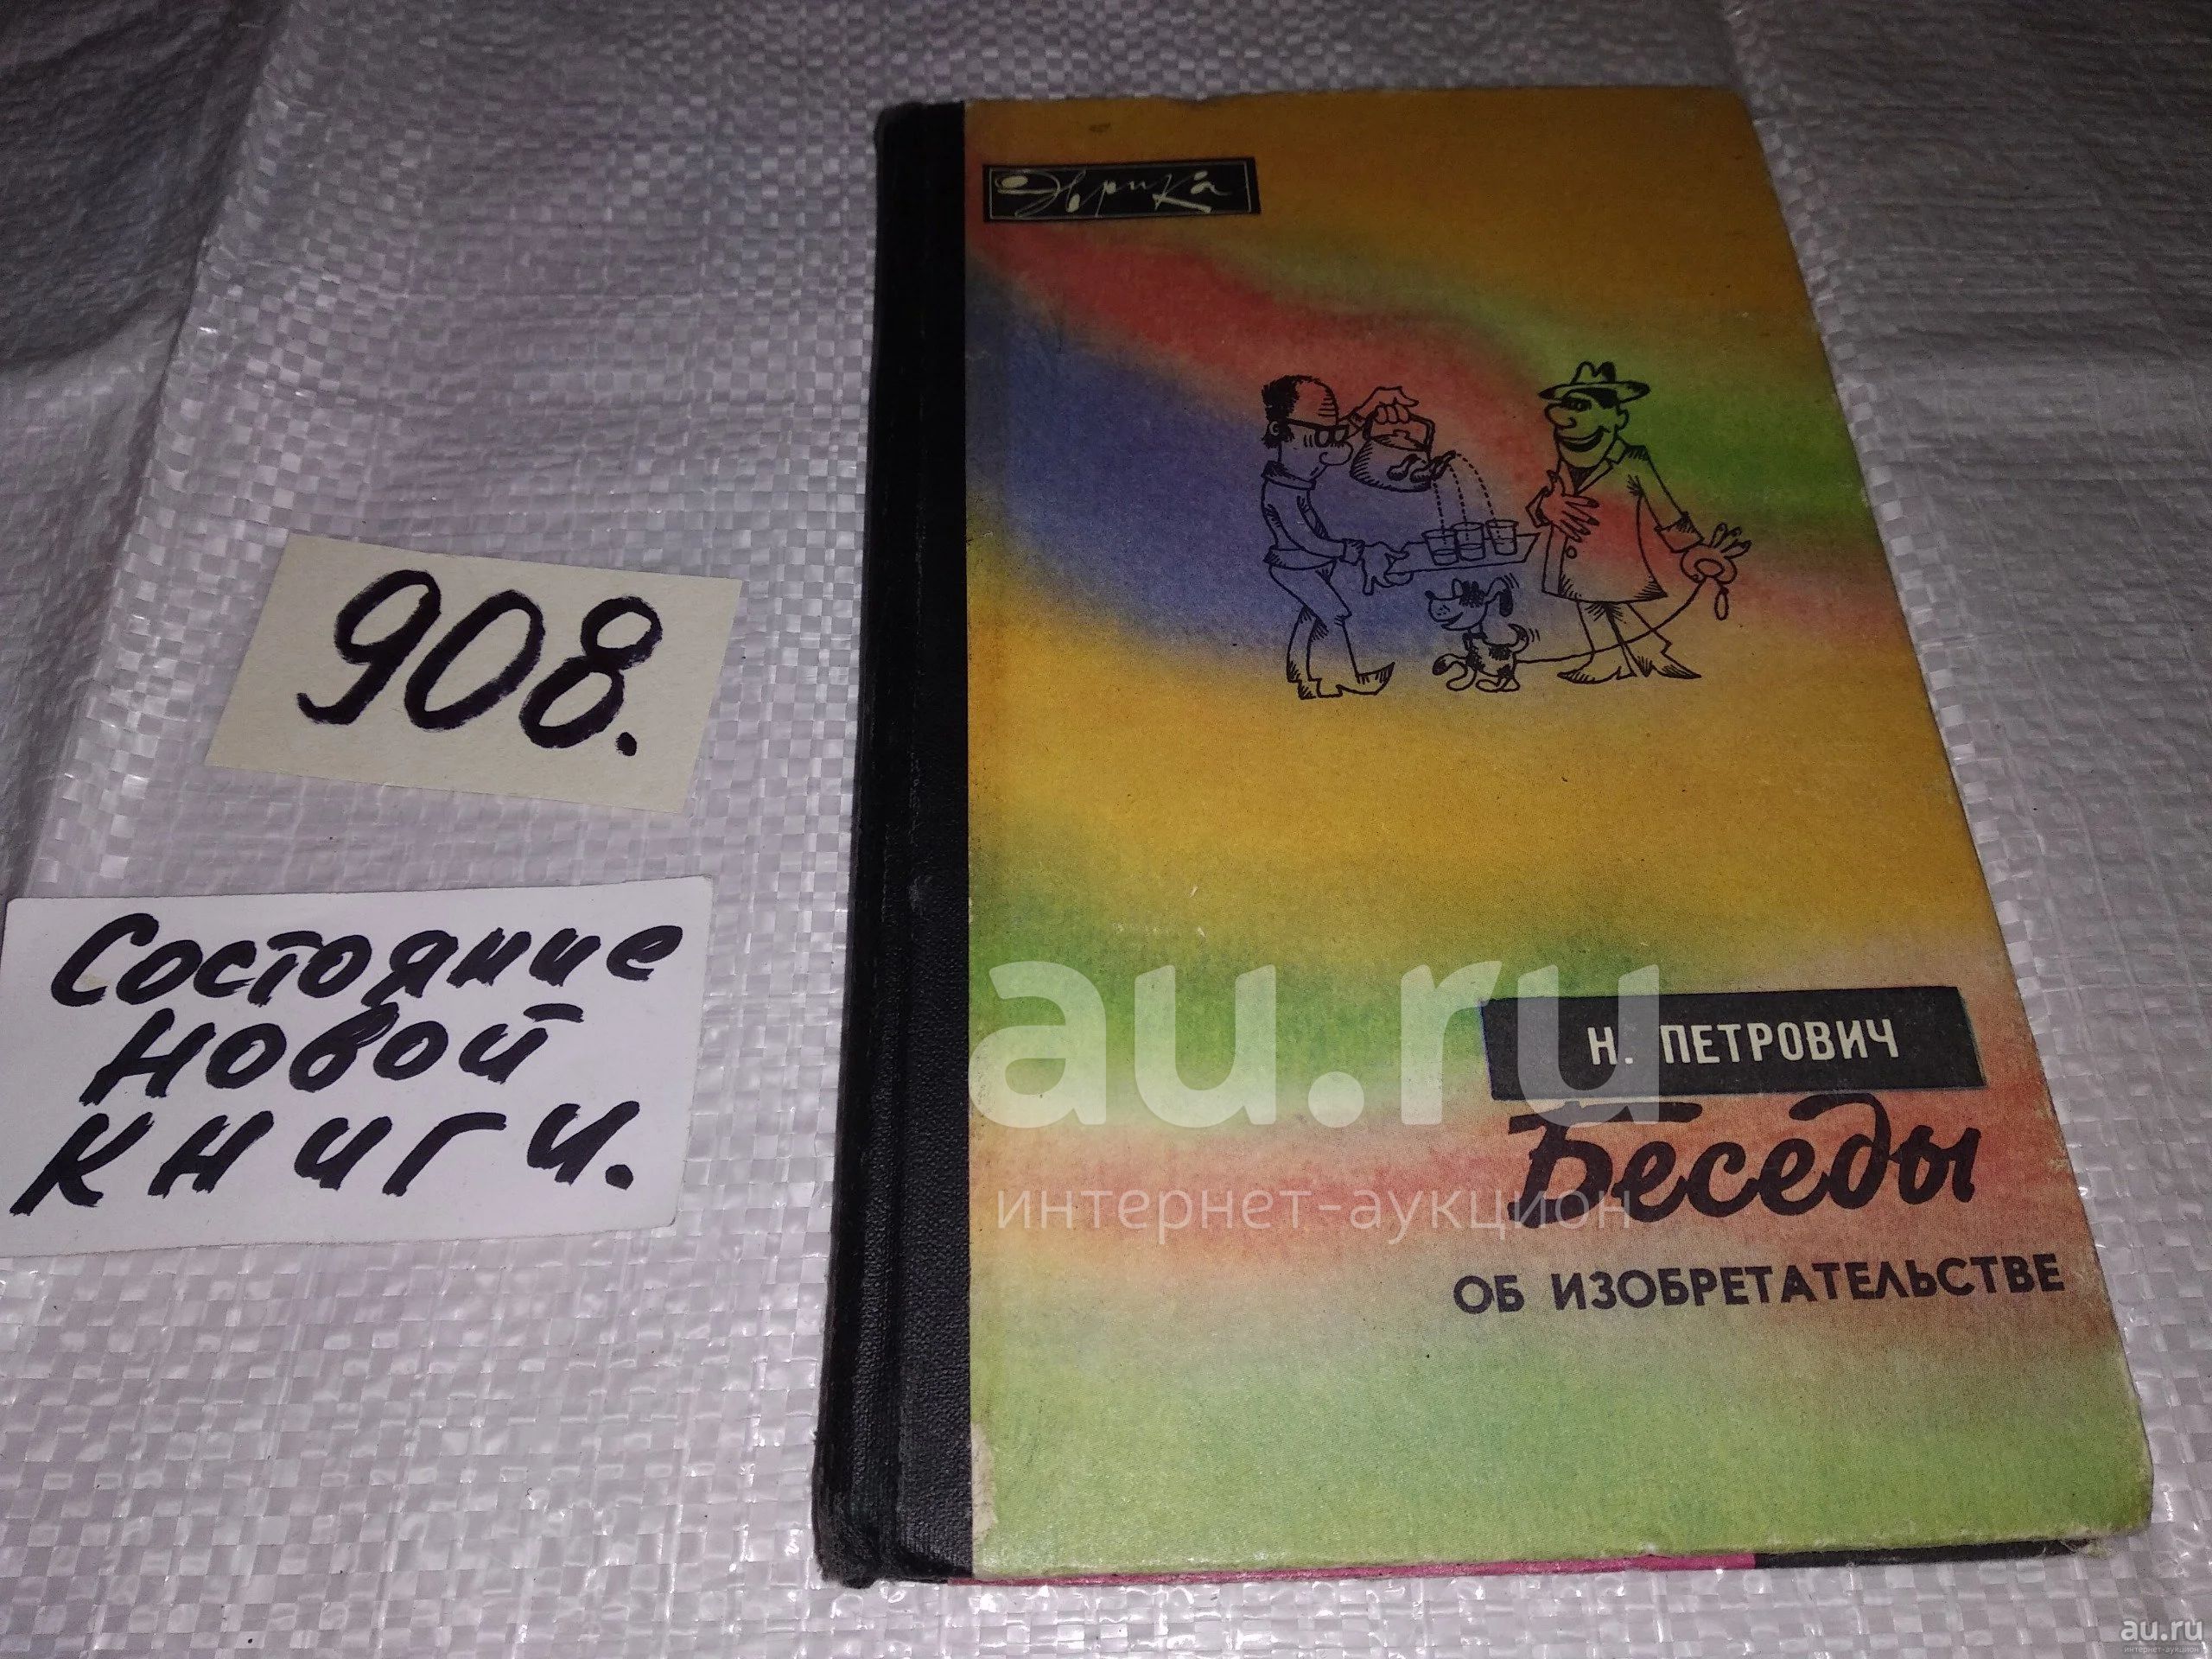 Эврика
908.
Состояние
новой
книги.
Н. ПЕТРОВИЧ
Беседы
ОБ ИЗОБРЕТАТЕЛЬСТВЕ
au.ru
интернет-аукцион
au.ru
интернет-аукцион